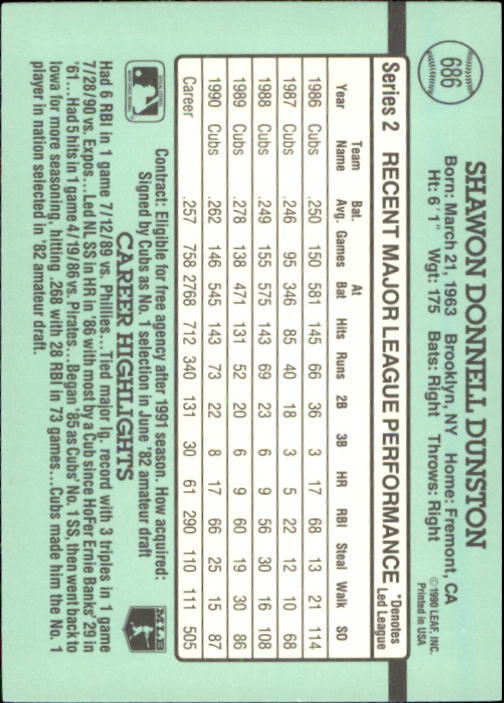 686
SHAWON DONNELL DUNSTON
Born: March 21, 1963 Brooklyn, NY Home: Fremont, CA
Ht: 6'1" Wgt: 175 Bats: Right Throws: Right
© 1990 LEAF, INC.
Printed in USA
Series 2 RECENT MAJOR LEAGUE PERFORMANCE *Denotes Led League
Year Team Name Bat. Avg. Games At Bat Hits Runs 2B 3B HR RBI Steal Walk SO
1986 Cubs .250 150 581 145 66 36 3 17 68 13 21 114
1987 Cubs .246 95 346 85 40 18 3 5 22 12 10 68
1988 Cubs .249 155 575 143 69 23 6 9 56 30 16 108
1989 Cubs .278 138 471 131 52 20 6 9 60 19 30 86
1990 Cubs .262 146 545 143 73 22 8 17 66 25 15 87
Career .257 758 2768 712 340 131 30 61 290 110 111 505
Contract: Eligible for free agency after 1991 season. How acquired:
Signed by Cubs as No. 1 selection in June '82 amateur draft
MLB
CAREER HIGHLIGHTS
Had 6 RBI in 1 game 7/12/89 vs. Phillies...Tied major lg. record with 3 triples in 1 game
7/28/90 vs. Expos...Led NL SS in HR in '86 with most by a Cub since HoFer Ernie Banks' 29 in
'61...Had 5 hits in 1 game 4/19/86 vs. Pirates...Began '85 as Cubs' No. 1 SS, then went back to
Iowa for more seasoning, hitting .268 with 28 RBI in 73 games...Cubs made him the No. 1
player in nation selected in '82 amateur draft.